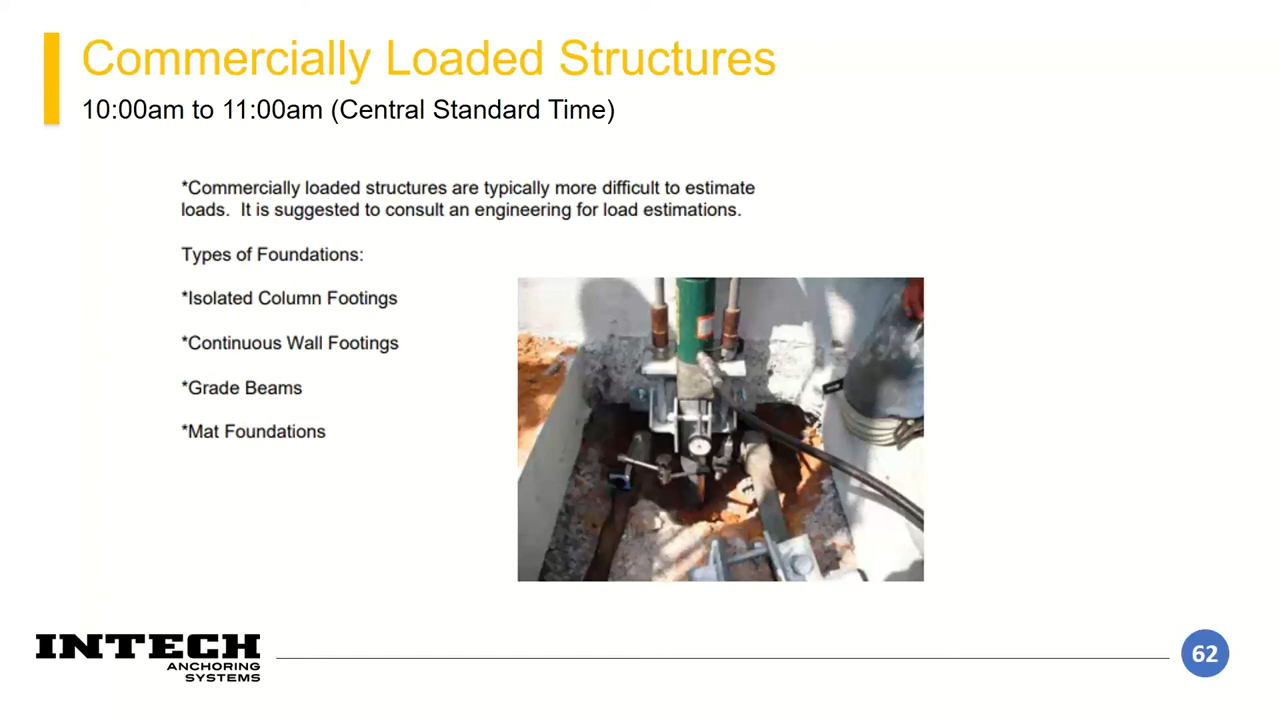 Commercially Loaded Structures
10:00am to 11:00am (Central Standard Time)
*Commercially loaded structures are typically more difficult to estimate
loads. It is suggested to consult an engineering for load estimations.
Types of Foundations:
*Isolated Column Footings
*Continuous Wall Footings
*Grade Beams
*Mat Foundations
INTECH
ANCHORING
SYSTEMS
62